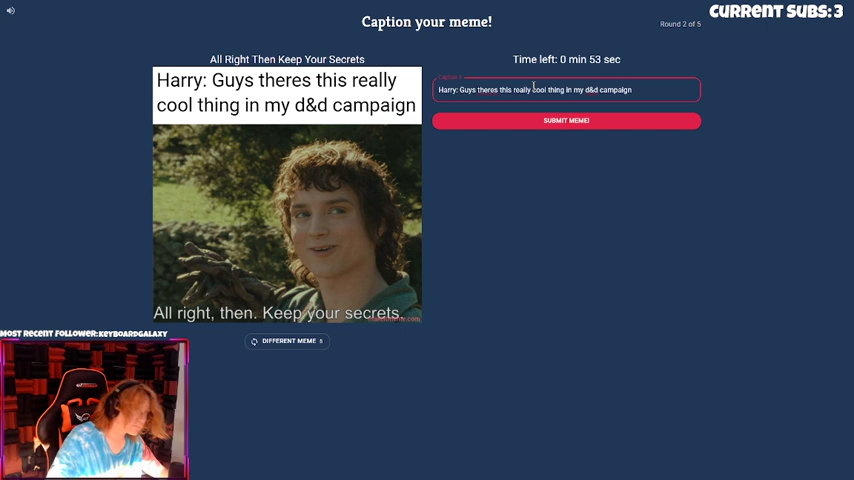 Caption your meme!
CURRENT SUBS: 3
Round 2 of 5
All Right Then Keep Your Secrets
Time left: 0 min 53 sec
Harry: Guys theres this really
cool thing in my d&d campaign
Harry: Guys theres this really cool thing in my d&d campaign
SUBMIT MEME!
All right, then. Keep your secrets.
MOST RECENT FOLLOWER: KEYBOARDGALAXY
DIFFERENT MEME 5